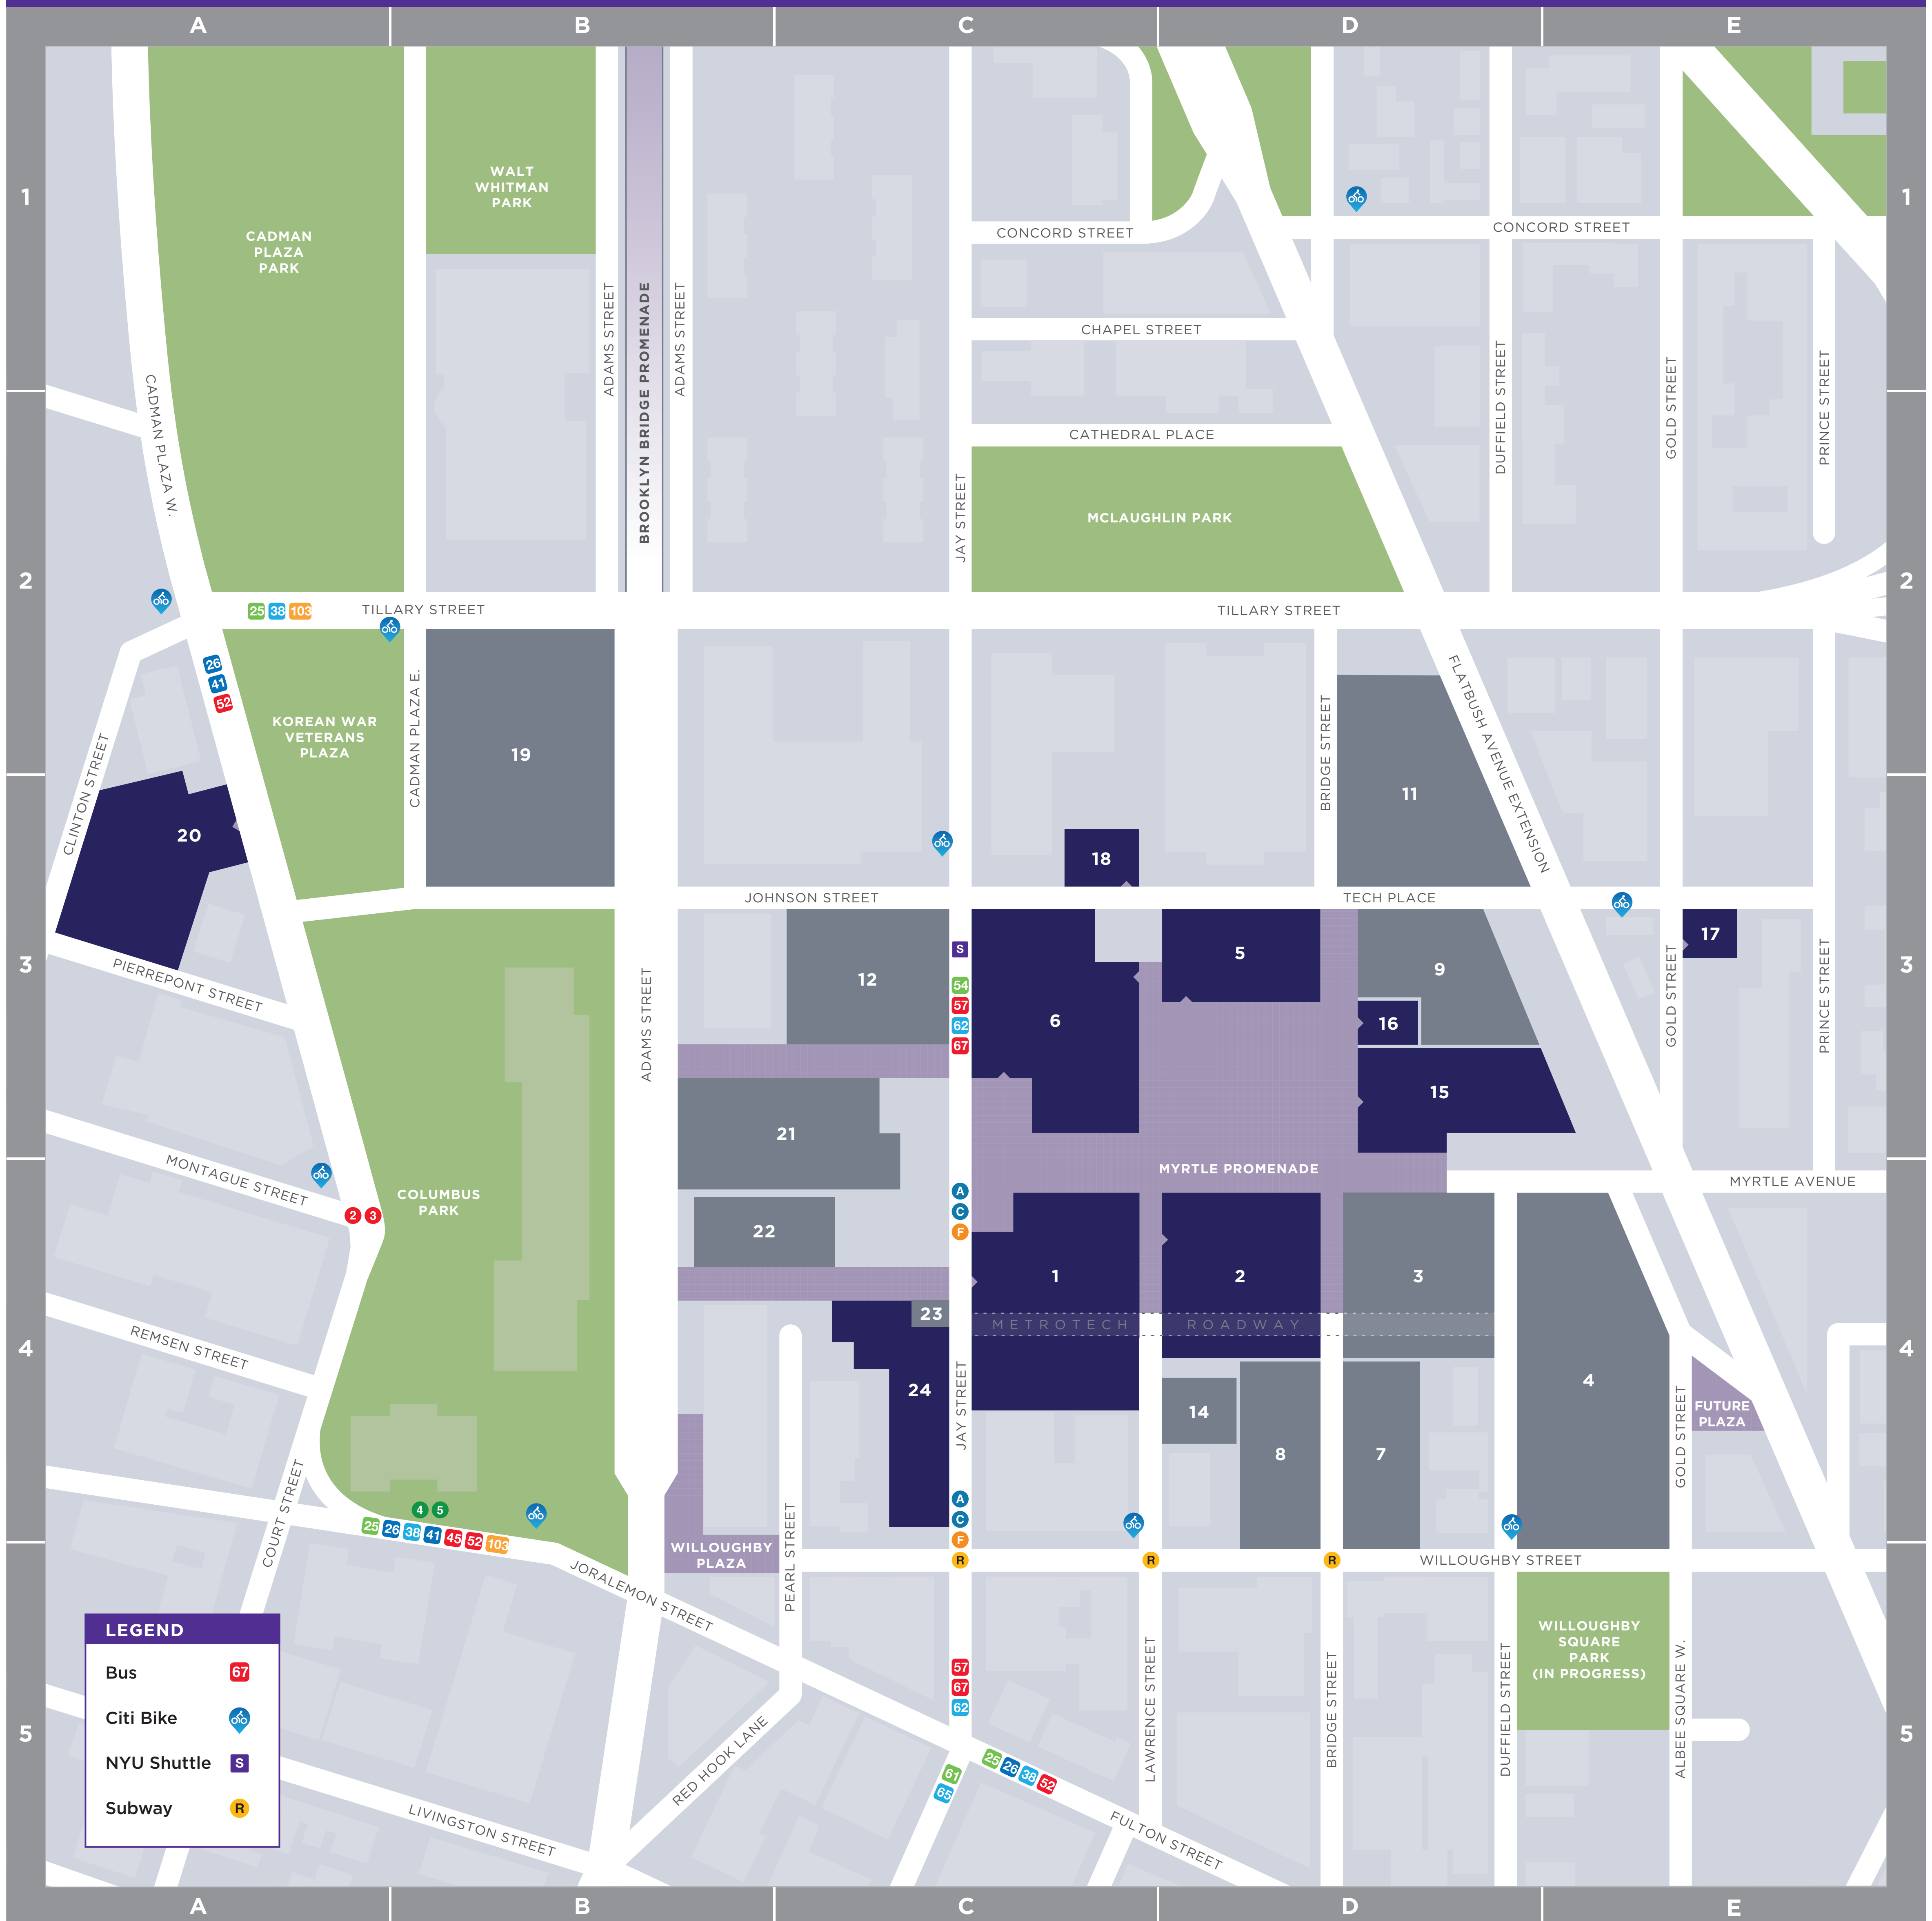 A
B
C
D
E
1
1
WALT
WHITMAN
PARK
CADMAN
PLAZA
PARK
CONCORD STREET
CONCORD STREET
ADAMS STREET
BROOKLYN BRIDGE PROMENADE
ADAMS STREET
CHAPEL STREET
CADMAN PLAZA W.
DUFFIELD STREET
GOLD STREET
PRINCE STREET
CATHEDRAL PLACE
JAY STREET
MCLAUGHLIN PARK
2
2
25 38 103
TILLARY STREET
TILLARY STREET
26
41
52
KOREAN WAR
VETERANS
PLAZA
CADMAN PLAZA E.
19
BRIDGE STREET
FLATBUSH AVENUE EXTENSION
11
CLINTON STREET
20
18
JOHNSON STREET
TECH PLACE
3
3
PIERREPONT STREET
ADAMS STREET
12
S
54
57
62
67
6
5
9
16
15
17
GOLD STREET
PRINCE STREET
21
MONTAGUE STREET
2 3
COLUMBUS
PARK
MYRTLE PROMENADE
MYRTLE AVENUE
A
C
F
22
1
2
3
23
METROTECH ROADWAY
4
4
REMSEN STREET
24
JAY STREET
14
8
7
4
GOLD STREET
FUTURE
PLAZA
COURT STREET
4 5
25 26 38 41 45 52 103
A
C
F
R
R
R
WILLOUGHBY
PLAZA
PEARL STREET
WILLOUGHBY STREET
JORALEMON STREET
WILLOUGHBY
SQUARE
PARK
(IN PROGRESS)
LEGEND
Bus 67
Citi Bike
NYU Shuttle S
Subway R
57
67
62
LAWRENCE STREET
BRIDGE STREET
DUFFIELD STREET
ALBEE SQUARE W.
5
5
RED HOOK LANE
61
65
25 26 38 52
LIVINGSTON STREET
FULTON STREET
A
B
C
D
E